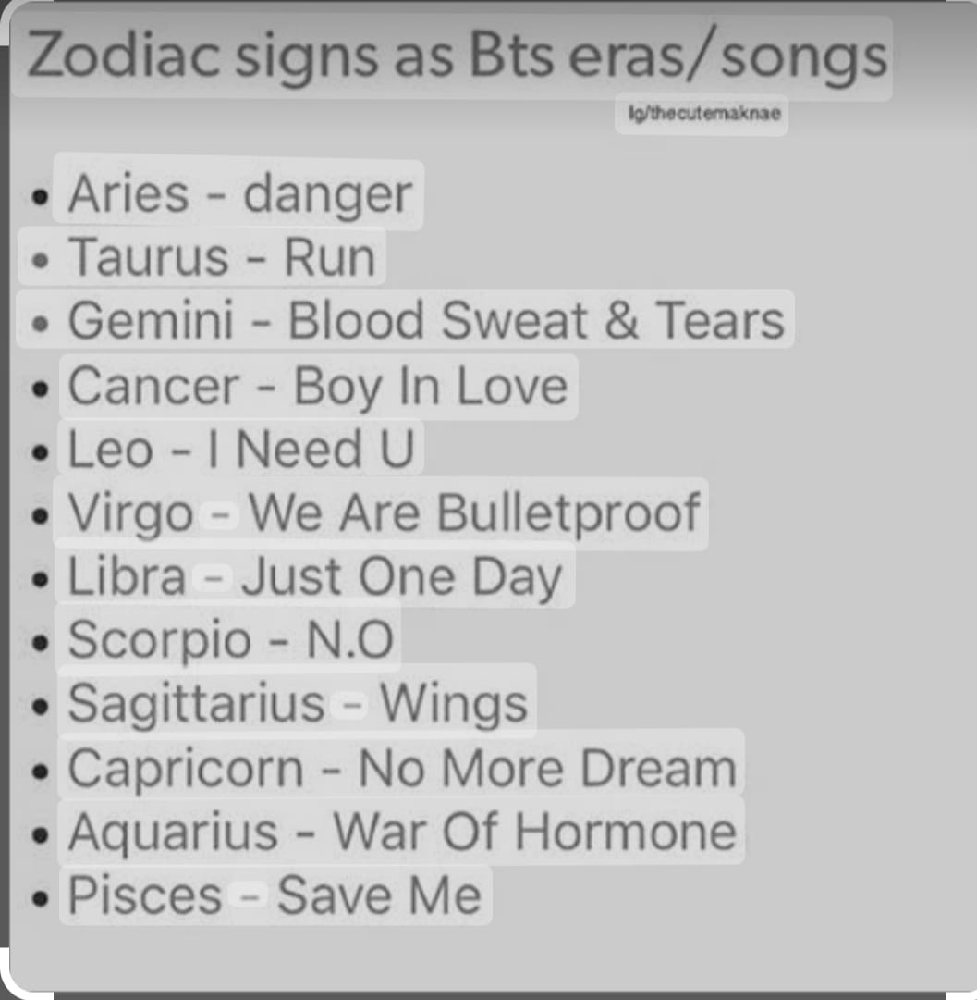 Zodiac signs as Bts eras/songs
Ig/thecutemaknae
• Aries - danger
• Taurus - Run
• Gemini - Blood Sweat & Tears
• Cancer - Boy In Love
• Leo - I Need U
• Virgo - We Are Bulletproof
• Libra - Just One Day
• Scorpio - N.O
• Sagittarius - Wings
• Capricorn - No More Dream
• Aquarius - War Of Hormone
• Pisces - Save Me